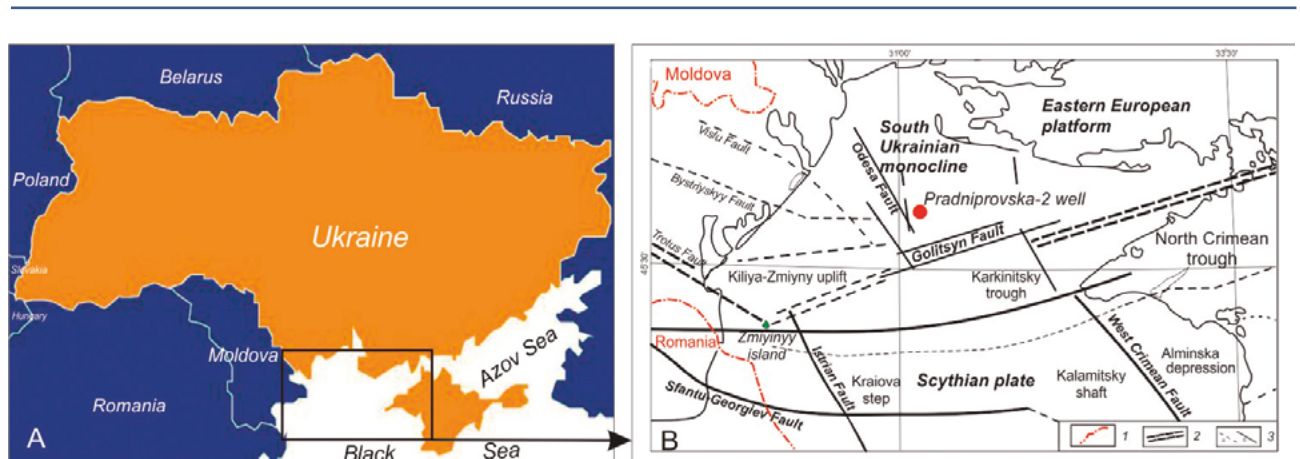 Belarus
Russia
Poland
Ukraine
Slovakia
Hungary
Moldova
Romania
Azov Sea
Black Sea
A
31°00'
33°30'
Moldova
Eastern European
platform
South
Ukrainian
monocline
Vislu Fault
Odesa Fault
Bystriyskyy Fault
Pradniprovska-2 well
Trotus Fault
Golitsyn Fault
North Crimean
trough
45°30'
Kiliya-Zmiyny uplift
Karkinitsky
trough
Romania
Zmiyinyy
island
West Crimean Fault
Istrian Fault
Alminska
depression
Kraiova
step
Scythian plate
Kalamitsky
shaft
Sfantu-Georgiev Fault
B
1
2
3